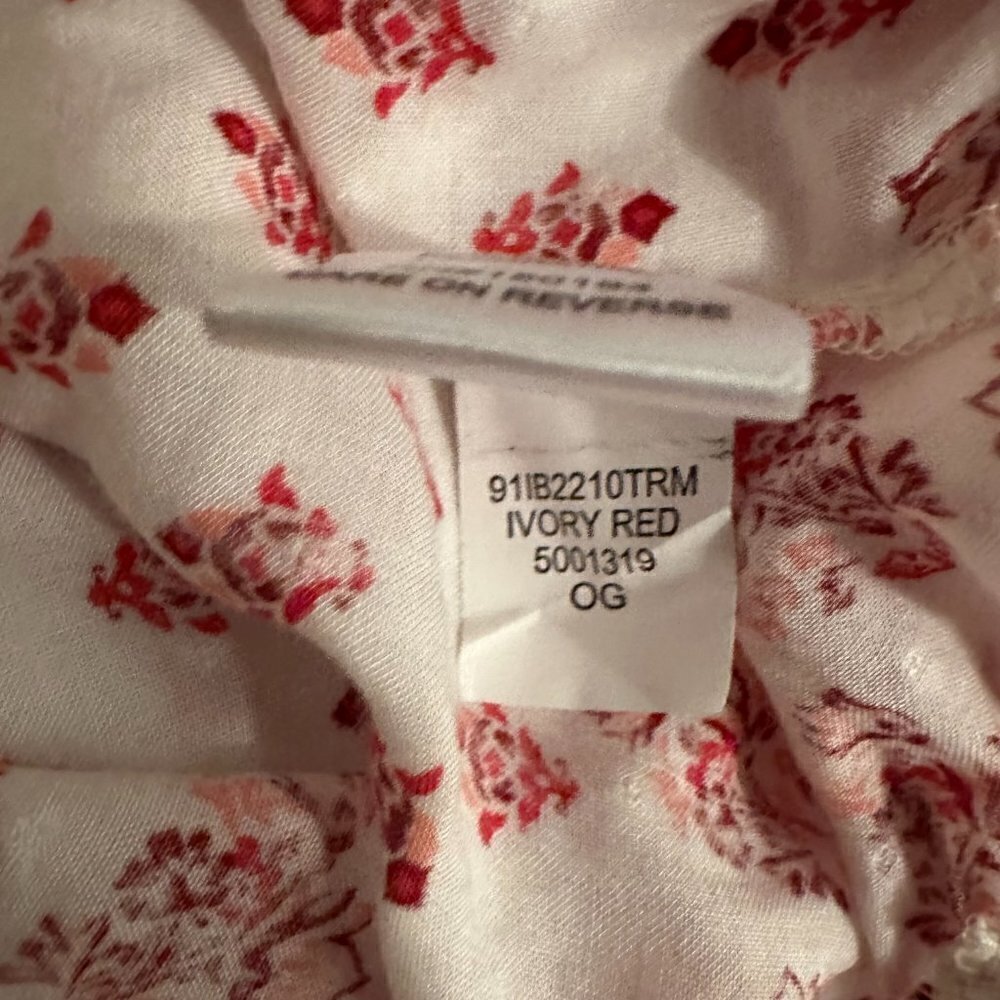 CARE ON REVERSE
91IB2210TRM
IVORY RED
5001319
OG